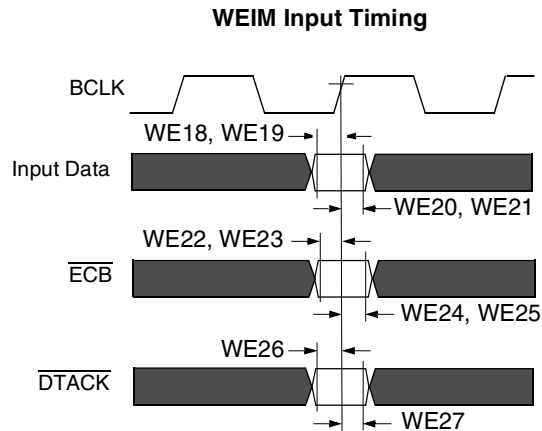 WEIM Input Timing
BCLK
WE18, WE19
Input Data
WE20, WE21
WE22, WE23
ECB
WE24, WE25
WE26
DTACK
WE27